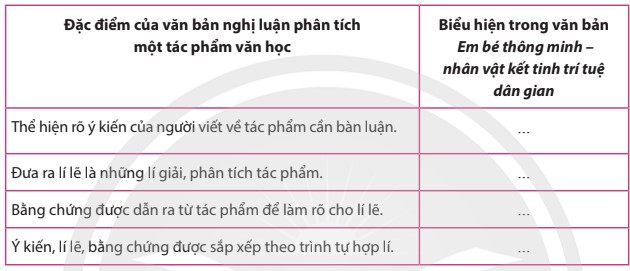 Đặc điểm của văn bản nghị luận phân tích
một tác phẩm văn học
Biểu hiện trong văn bản
Em bé thông minh –
nhân vật kết tinh trí tuệ
dân gian
Thể hiện rõ ý kiến của người viết về tác phẩm cần bàn luận.
...
Đưa ra lí lẽ là những lí giải, phân tích tác phẩm.
...
Bằng chứng được dẫn ra từ tác phẩm để làm rõ cho lí lẽ.
...
Ý kiến, lí lẽ, bằng chứng được sắp xếp theo trình tự hợp lí.
...